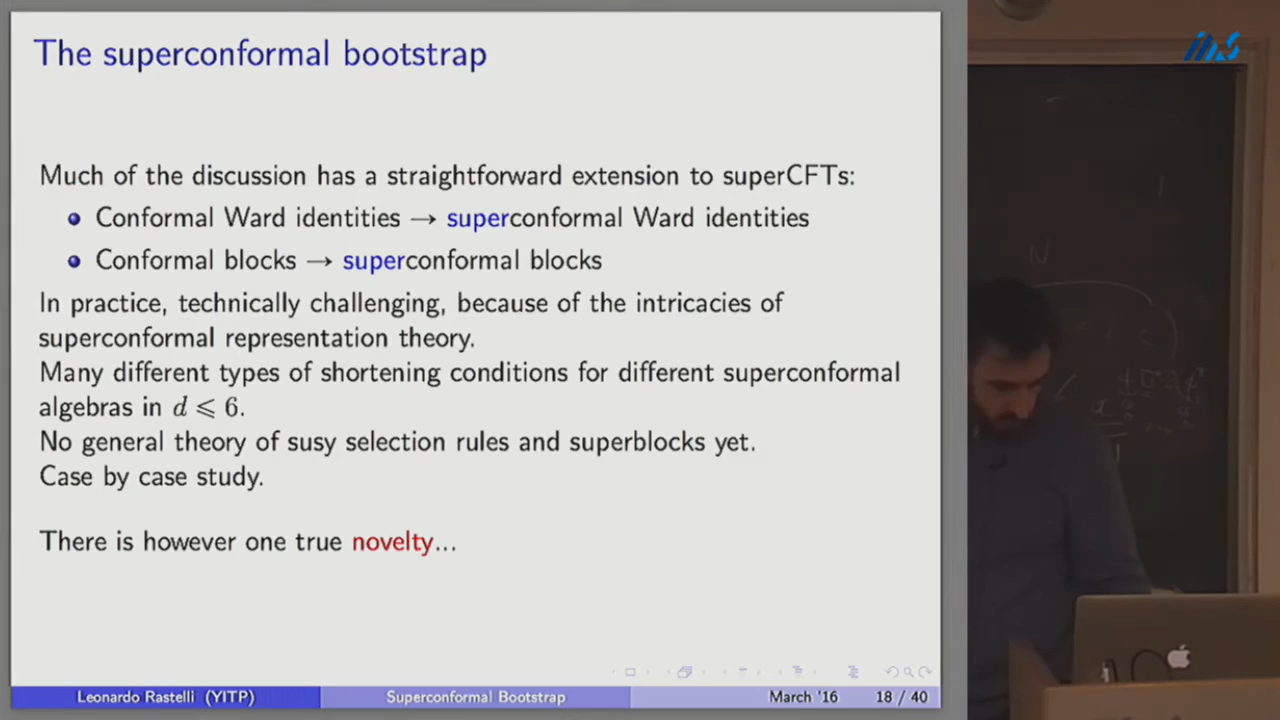 The superconformal bootstrap
Much of the discussion has a straightforward extension to superCFTs:
Conformal Ward identities → superconformal Ward identities
Conformal blocks → superconformal blocks
In practice, technically challenging, because of the intricacies of
superconformal representation theory.
Many different types of shortening conditions for different superconformal
algebras in d ⩽ 6.
No general theory of susy selection rules and superblocks yet.
Case by case study.
There is however one true novelty...
Leonardo Rastelli (YITP) Superconformal Bootstrap March '16 18 / 40
N